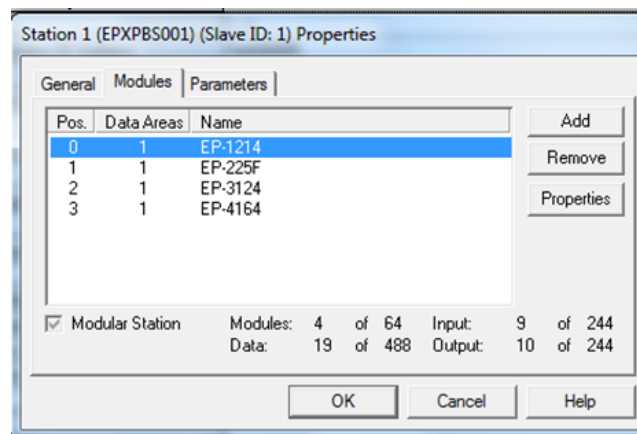 Station 1 (EPXPBS001) (Slave ID: 1) Properties
General Modules Parameters
Pos. Data Areas Name
0 1 EP-1214
1 1 EP-225F
2 1 EP-3124
3 1 EP-4164
Add
Remove
Properties
Modular Station Modules: 4 of 64 Input: 9 of 244
Data: 19 of 488 Output: 10 of 244
OK Cancel Help